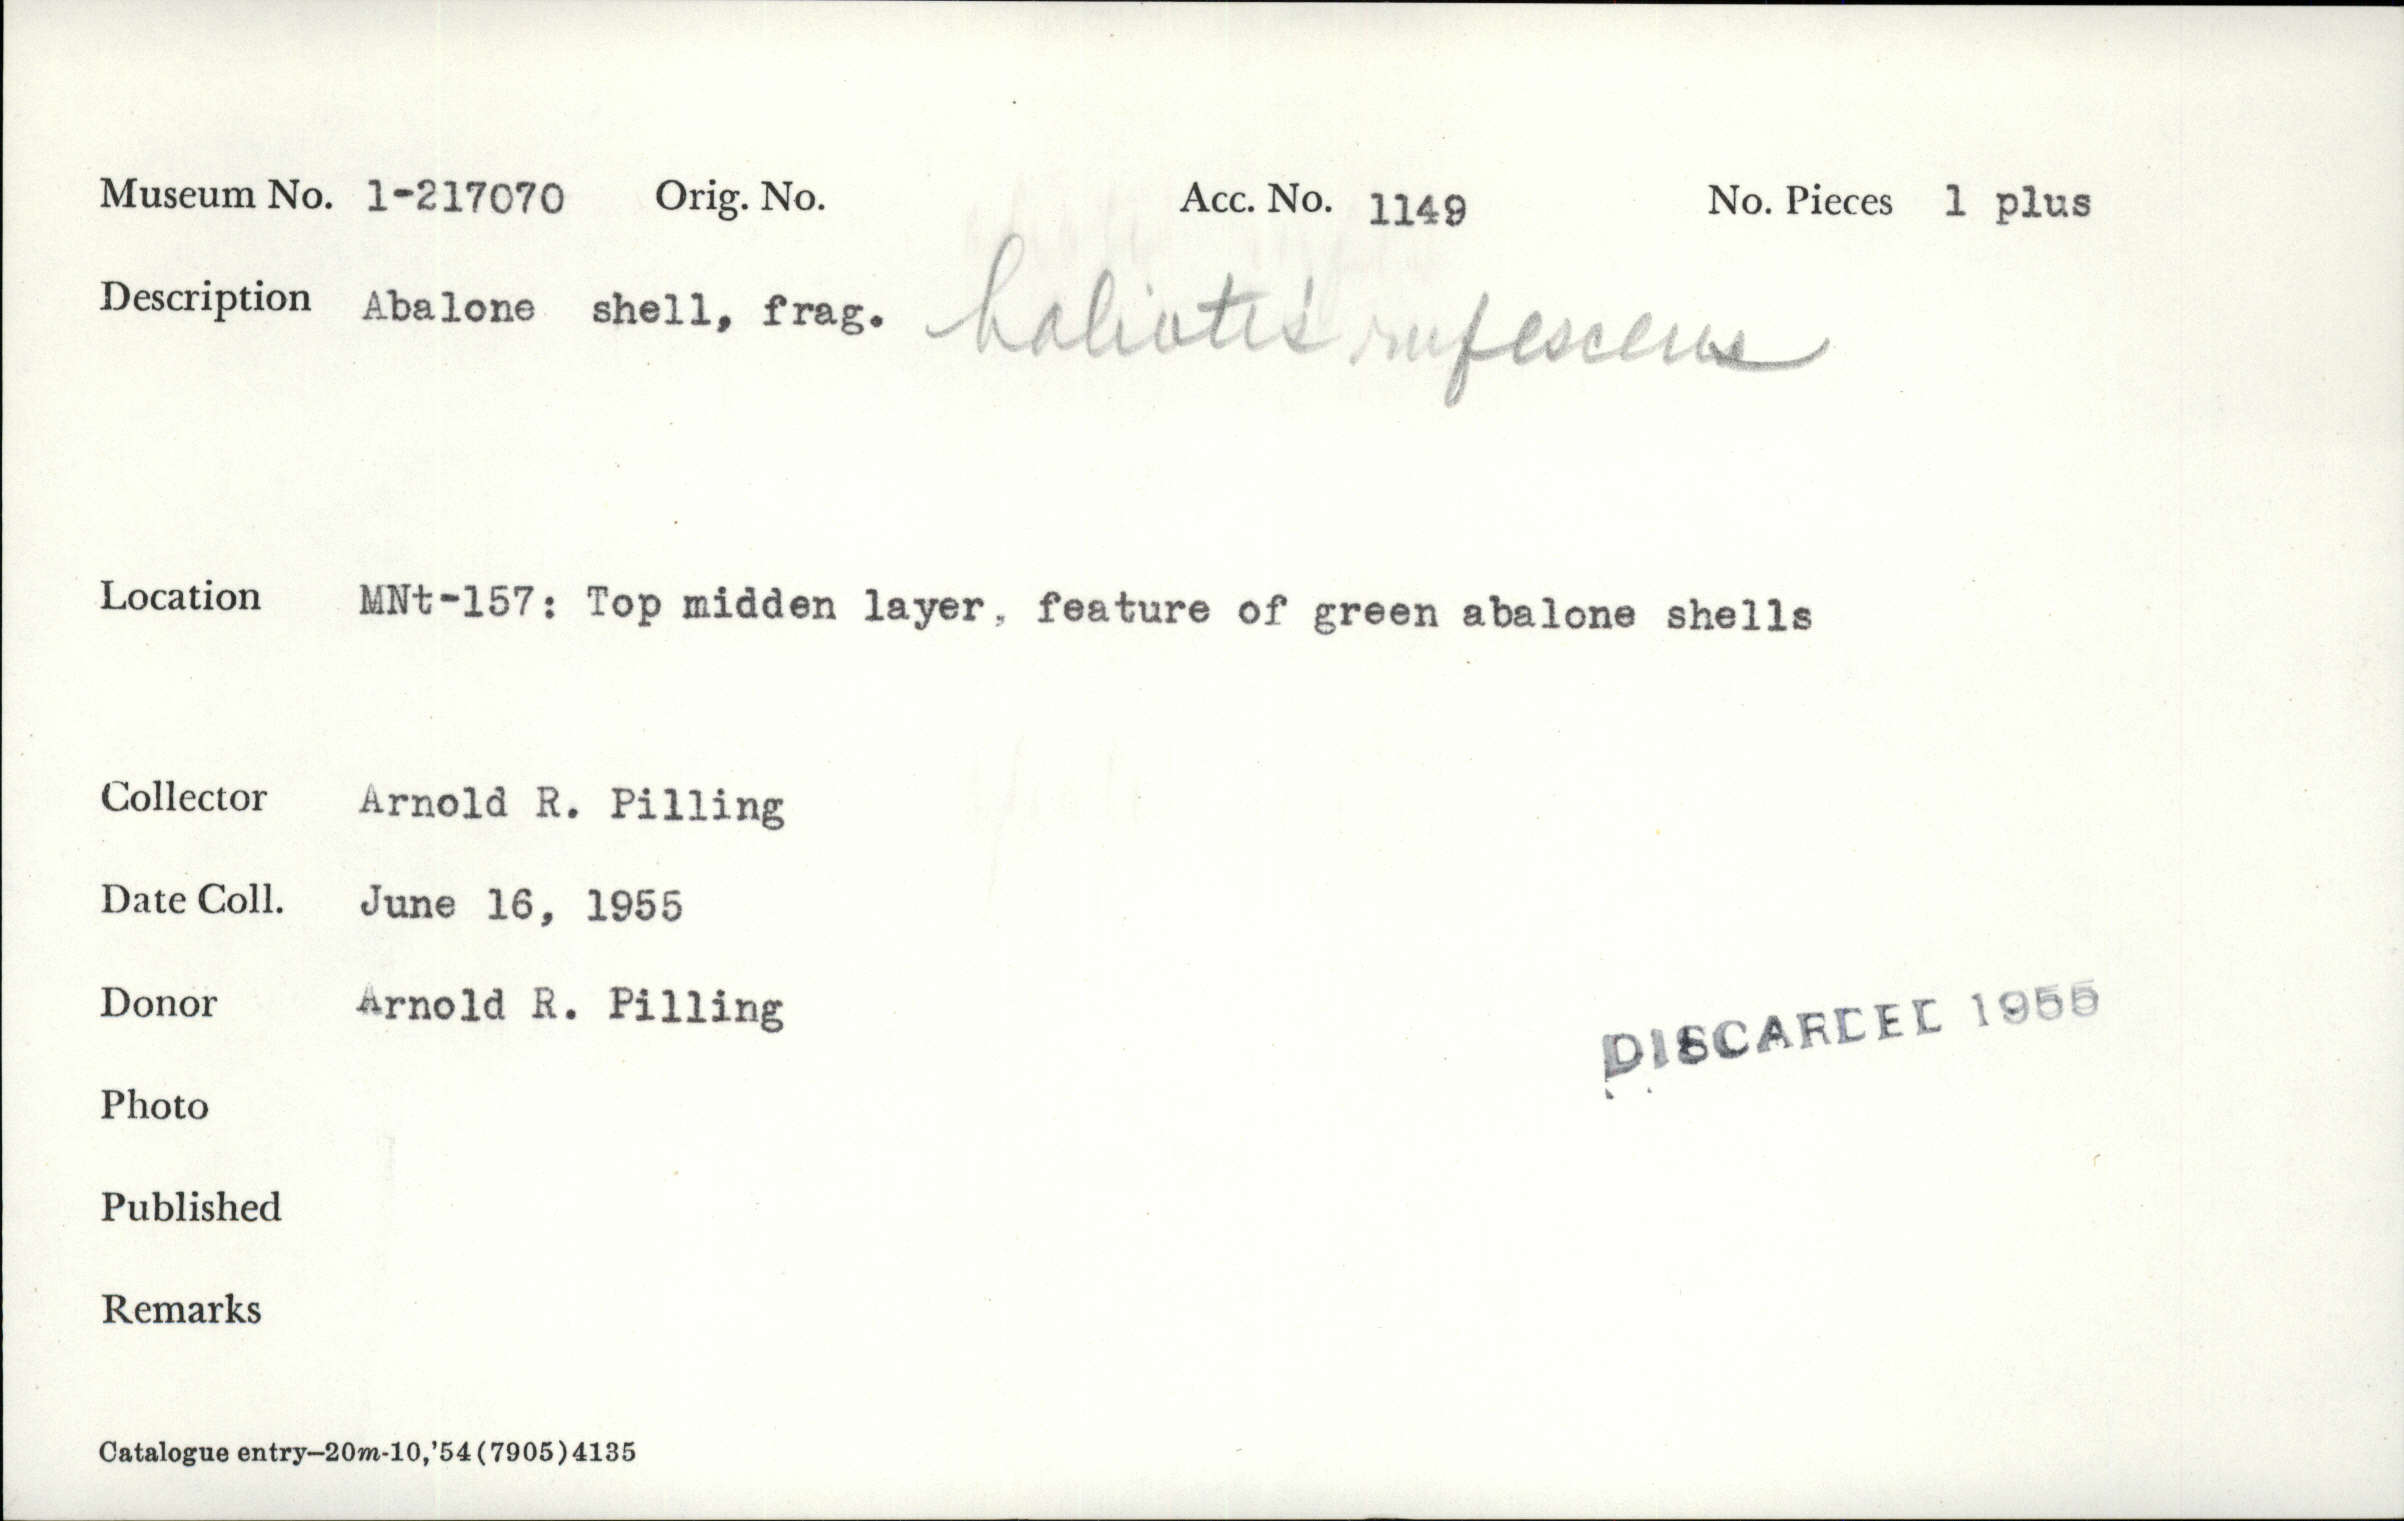 Museum No. 1-217070 Orig. No. Acc. No. 1149 No. Pieces 1 plus
Description Abalone shell, frag. haliotis rufescens
Location MNt-157: Top midden layer, feature of green abalone shells
Collector Arnold R. Pilling
Date Coll. June 16, 1955
Donor Arnold R. Pilling
DISCARDED 1955
Photo
Published
Remarks
Catalogue entry—20m-10,'54(7905)4135